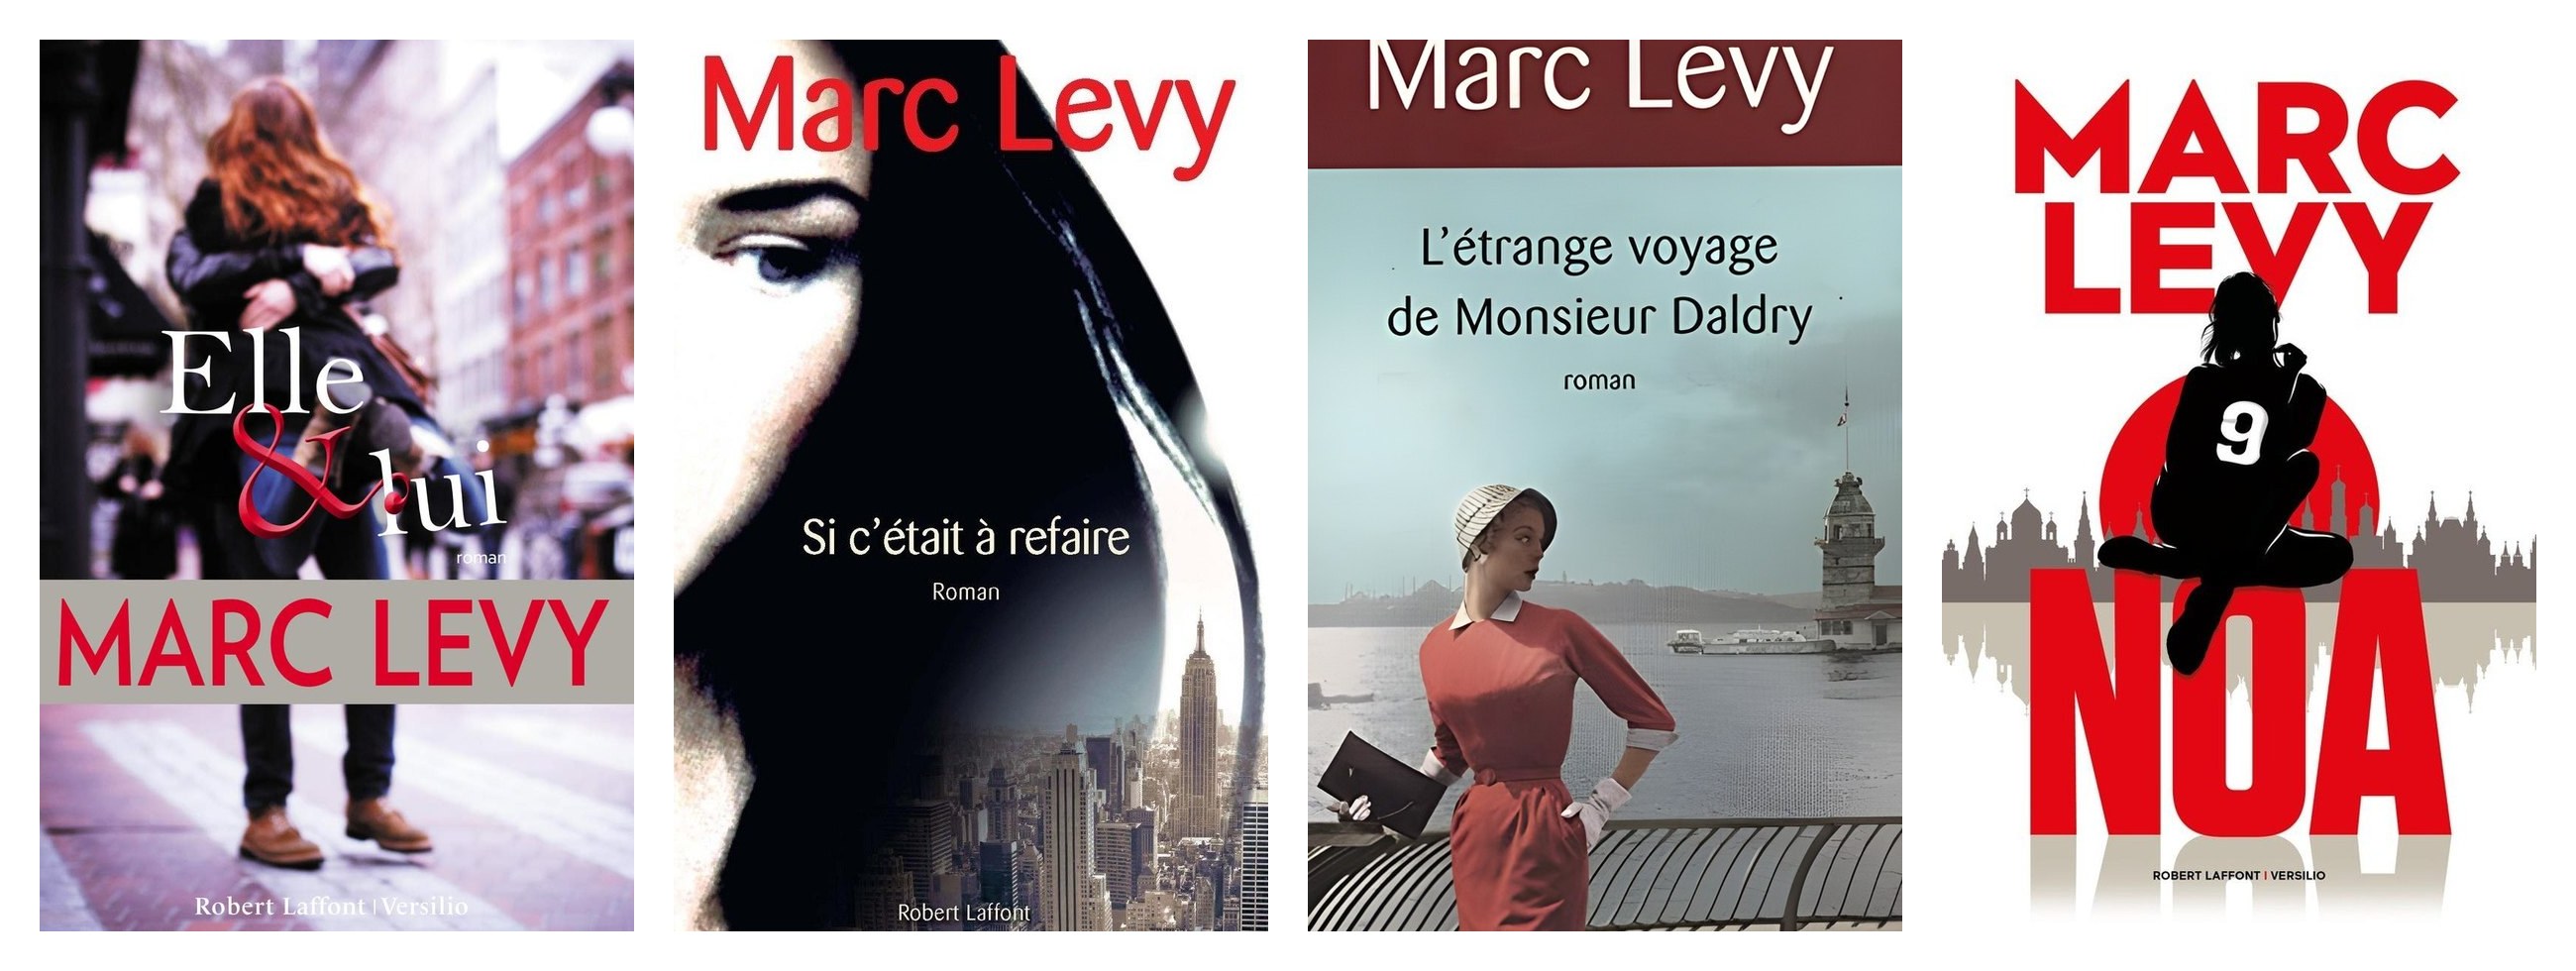 Elle
&
lui
roman
MARC LEVY
Robert Laffont | Versilio
Marc Levy
Si c'était à refaire
Roman
Robert Laffont
Marc Levy
L'étrange voyage
de Monsieur Daldry
roman
MARC
LEVY
9
NOA
ROBERT LAFFONT | VERSILIO